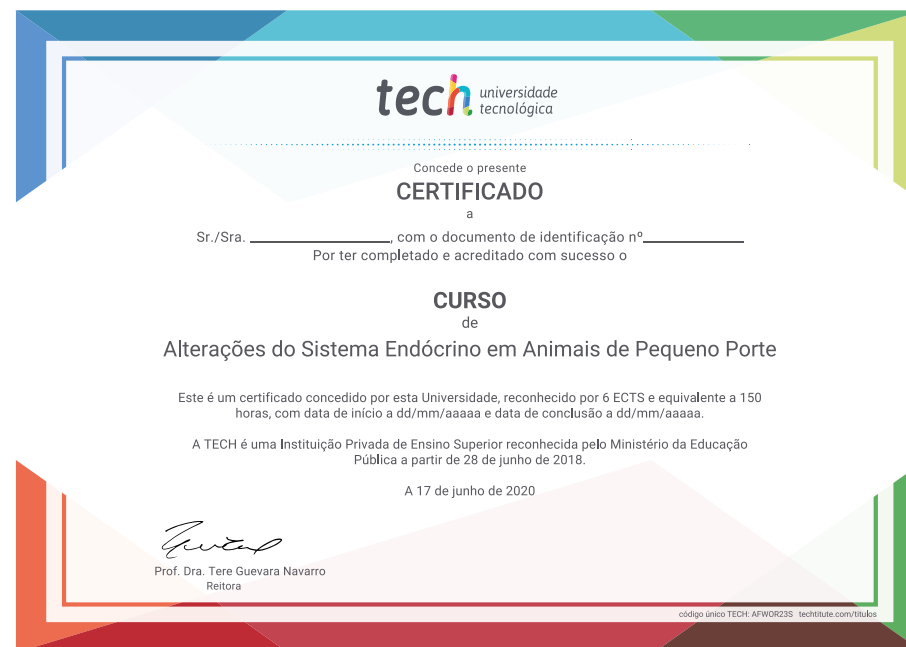 tech universidade
tecnológica
Concede o presente
CERTIFICADO
a
Sr./Sra. ____________________, com o documento de identificação nº______________
Por ter completado e acreditado com sucesso o
CURSO
de
Alterações do Sistema Endócrino em Animais de Pequeno Porte
Este é um certificado concedido por esta Universidade, reconhecido por 6 ECTS e equivalente a 150
horas, com data de início a dd/mm/aaaaa e data de conclusão a dd/mm/aaaaa.
A TECH é uma Instituição Privada de Ensino Superior reconhecida pelo Ministério da Educação
Pública a partir de 28 de junho de 2018.
A 17 de junho de 2020
Prof. Dra. Tere Guevara Navarro
Reitora
código único TECH: AFWOR23S techtitute.com/titulos